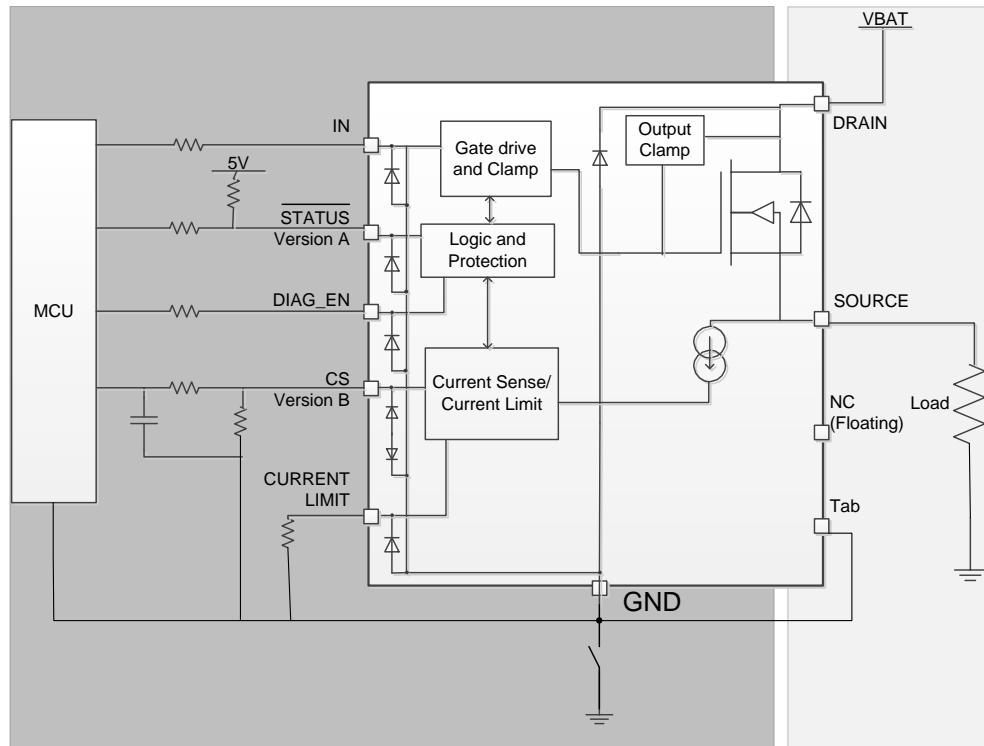 VBAT
IN
DRAIN
Gate drive
and Clamp
Output
Clamp
5V
STATUS
Version A
Logic and
Protection
MCU
DIAG_EN
SOURCE
CS
Version B
Current Sense/
Current Limit
NC
(Floating)
Load
CURRENT
LIMIT
Tab
GND